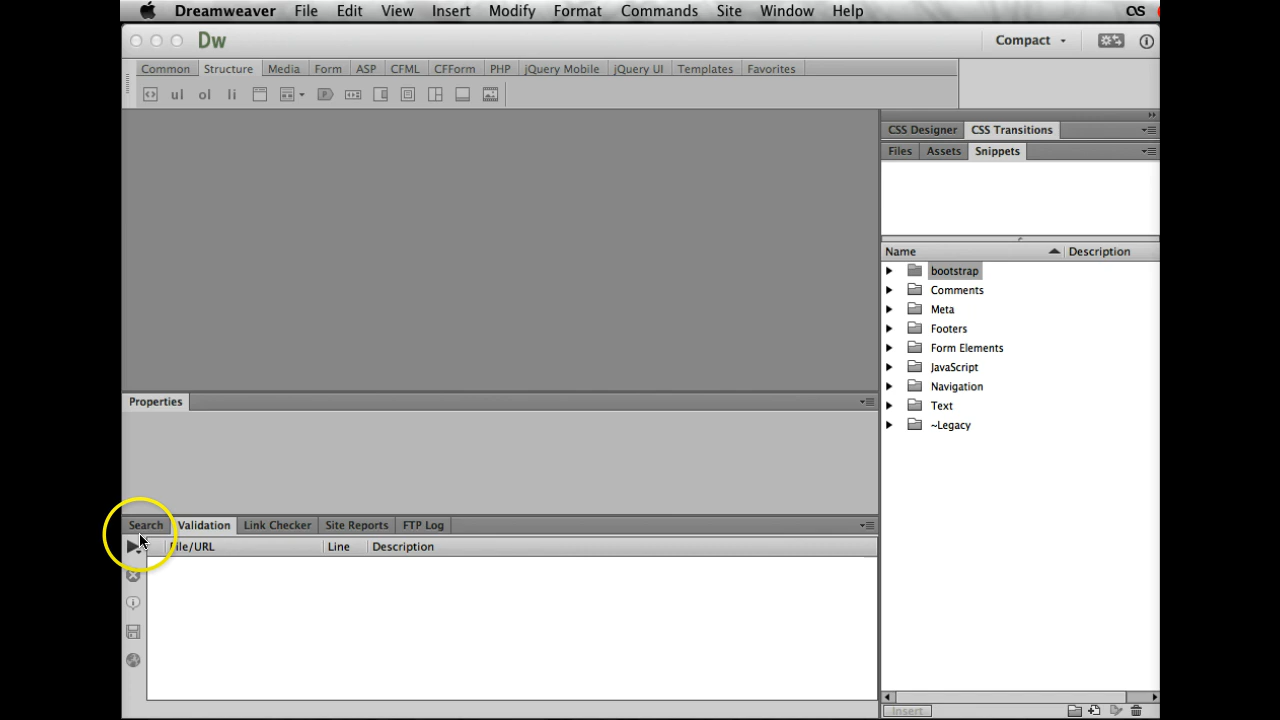 Dreamweaver File Edit View Insert Modify Format Commands Site Window Help
Dw Compact
Common Structure Media Form ASP CFML CFForm PHP jQuery Mobile jQuery UI Templates Favorites
ul ol li
CSS Designer CSS Transitions
Files Assets Snippets
Name Description
bootstrap
Comments
Meta
Footers
Form Elements
JavaScript
Navigation
Text
~Legacy
Insert
Properties
Search Validation Link Checker Site Reports FTP Log
File/URL Line Description